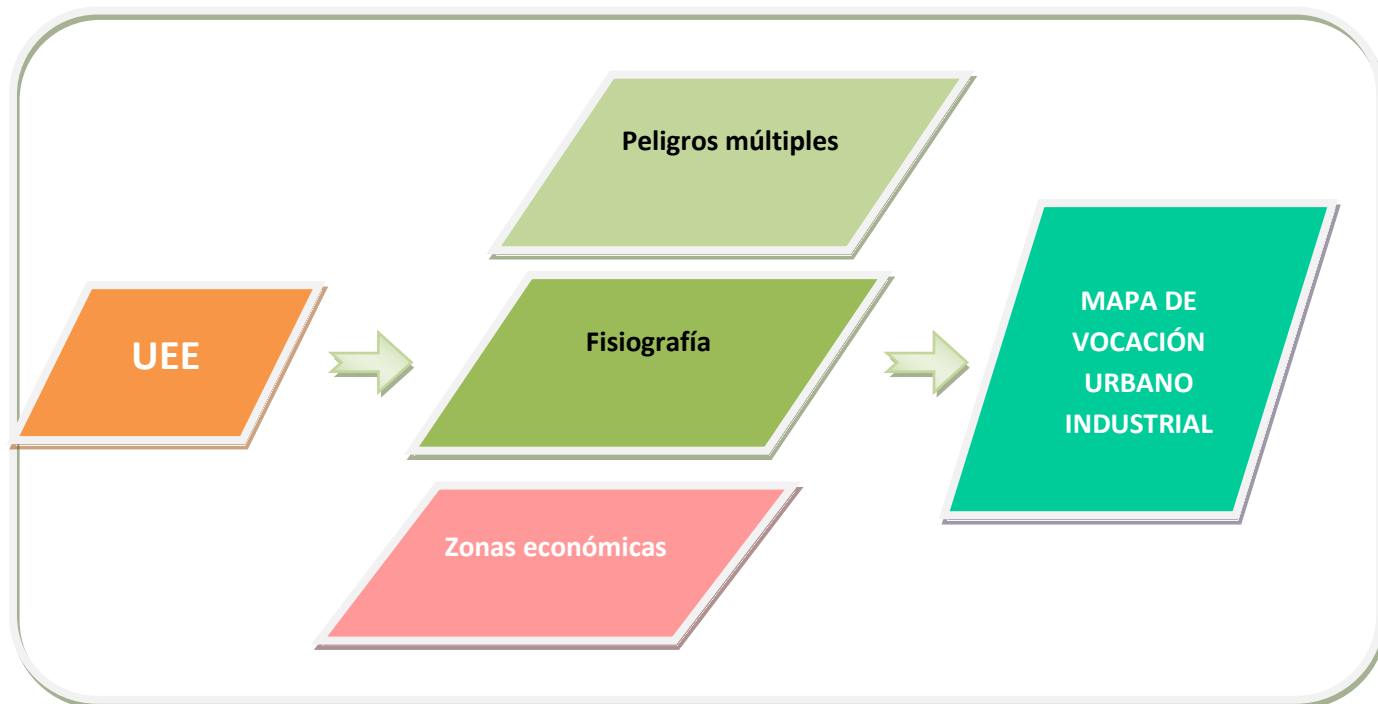 UEE
Peligros múltiples
Fisiografía
Zonas económicas
MAPA DE
VOCACIÓN
URBANO
INDUSTRIAL